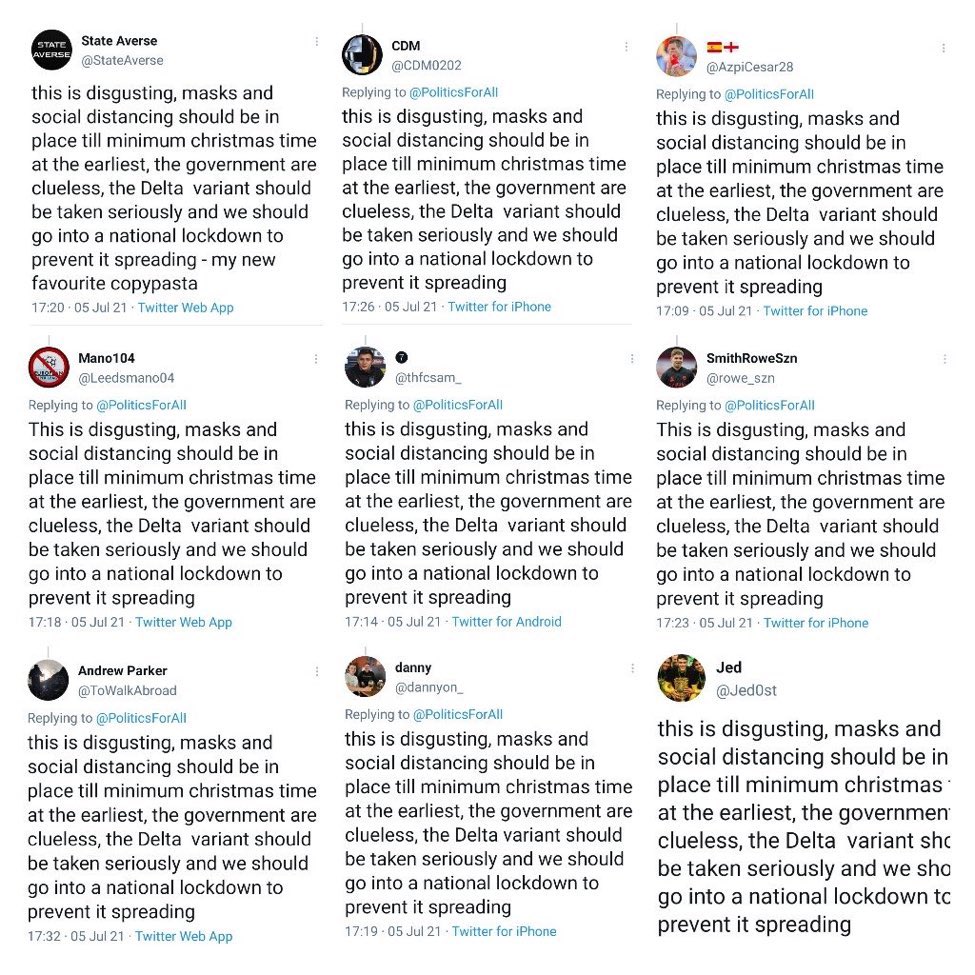 STATE
AVERSE
State Averse
@StateAverse
this is disgusting, masks and
social distancing should be in
place till minimum christmas time
at the earliest, the government are
clueless, the Delta  variant should
be taken seriously and we should
go into a national lockdown to
prevent it spreading - my new
favourite copypasta
17:20 · 05 Jul 21 · Twitter Web App
CDM
@CDM0202
Replying to @PoliticsForAll
this is disgusting, masks and
social distancing should be in
place till minimum christmas time
at the earliest, the government are
clueless, the Delta  variant should
be taken seriously and we should
go into a national lockdown to
prevent it spreading
17:26 · 05 Jul 21 · Twitter for iPhone
@AzpiCesar28
Replying to @PoliticsForAll
this is disgusting, masks and
social distancing should be in
place till minimum christmas time
at the earliest, the government are
clueless, the Delta  variant should
be taken seriously and we should
go into a national lockdown to
prevent it spreading
17:09 · 05 Jul 21 · Twitter for iPhone
Mano104
@Leedsmano04
Replying to @PoliticsForAll
This is disgusting, masks and
social distancing should be in
place till minimum christmas time
at the earliest, the government are
clueless, the Delta  variant should
be taken seriously and we should
go into a national lockdown to
prevent it spreading
17:18 · 05 Jul 21 · Twitter Web App
7
@thfcsam_
Replying to @PoliticsForAll
this is disgusting, masks and
social distancing should be in
place till minimum christmas time
at the earliest, the government are
clueless, the Delta  variant should
be taken seriously and we should
go into a national lockdown to
prevent it spreading
17:14 · 05 Jul 21 · Twitter for Android
SmithRoweSzn
@rowe_szn
Replying to @PoliticsForAll
This is disgusting, masks and
social distancing should be in
place till minimum christmas time
at the earliest, the government are
clueless, the Delta  variant should
be taken seriously and we should
go into a national lockdown to
prevent it spreading
17:23 · 05 Jul 21 · Twitter for iPhone
Andrew Parker
@ToWalkAbroad
Replying to @PoliticsForAll
this is disgusting, masks and
social distancing should be in
place till minimum christmas time
at the earliest, the government are
clueless, the Delta  variant should
be taken seriously and we should
go into a national lockdown to
prevent it spreading
17:32 · 05 Jul 21 · Twitter Web App
danny
@dannyon_
Replying to @PoliticsForAll
this is disgusting, masks and
social distancing should be in
place till minimum christmas time
at the earliest, the government are
clueless, the Delta variant should
be taken seriously and we should
go into a national lockdown to
prevent it spreading
17:19 · 05 Jul 21 · Twitter for iPhone
Jed
@Jed0st
this is disgusting, masks and
social distancing should be in
place till minimum christmas
at the earliest, the governmen
clueless, the Delta  variant sho
be taken seriously and we sho
go into a national lockdown to
prevent it spreading